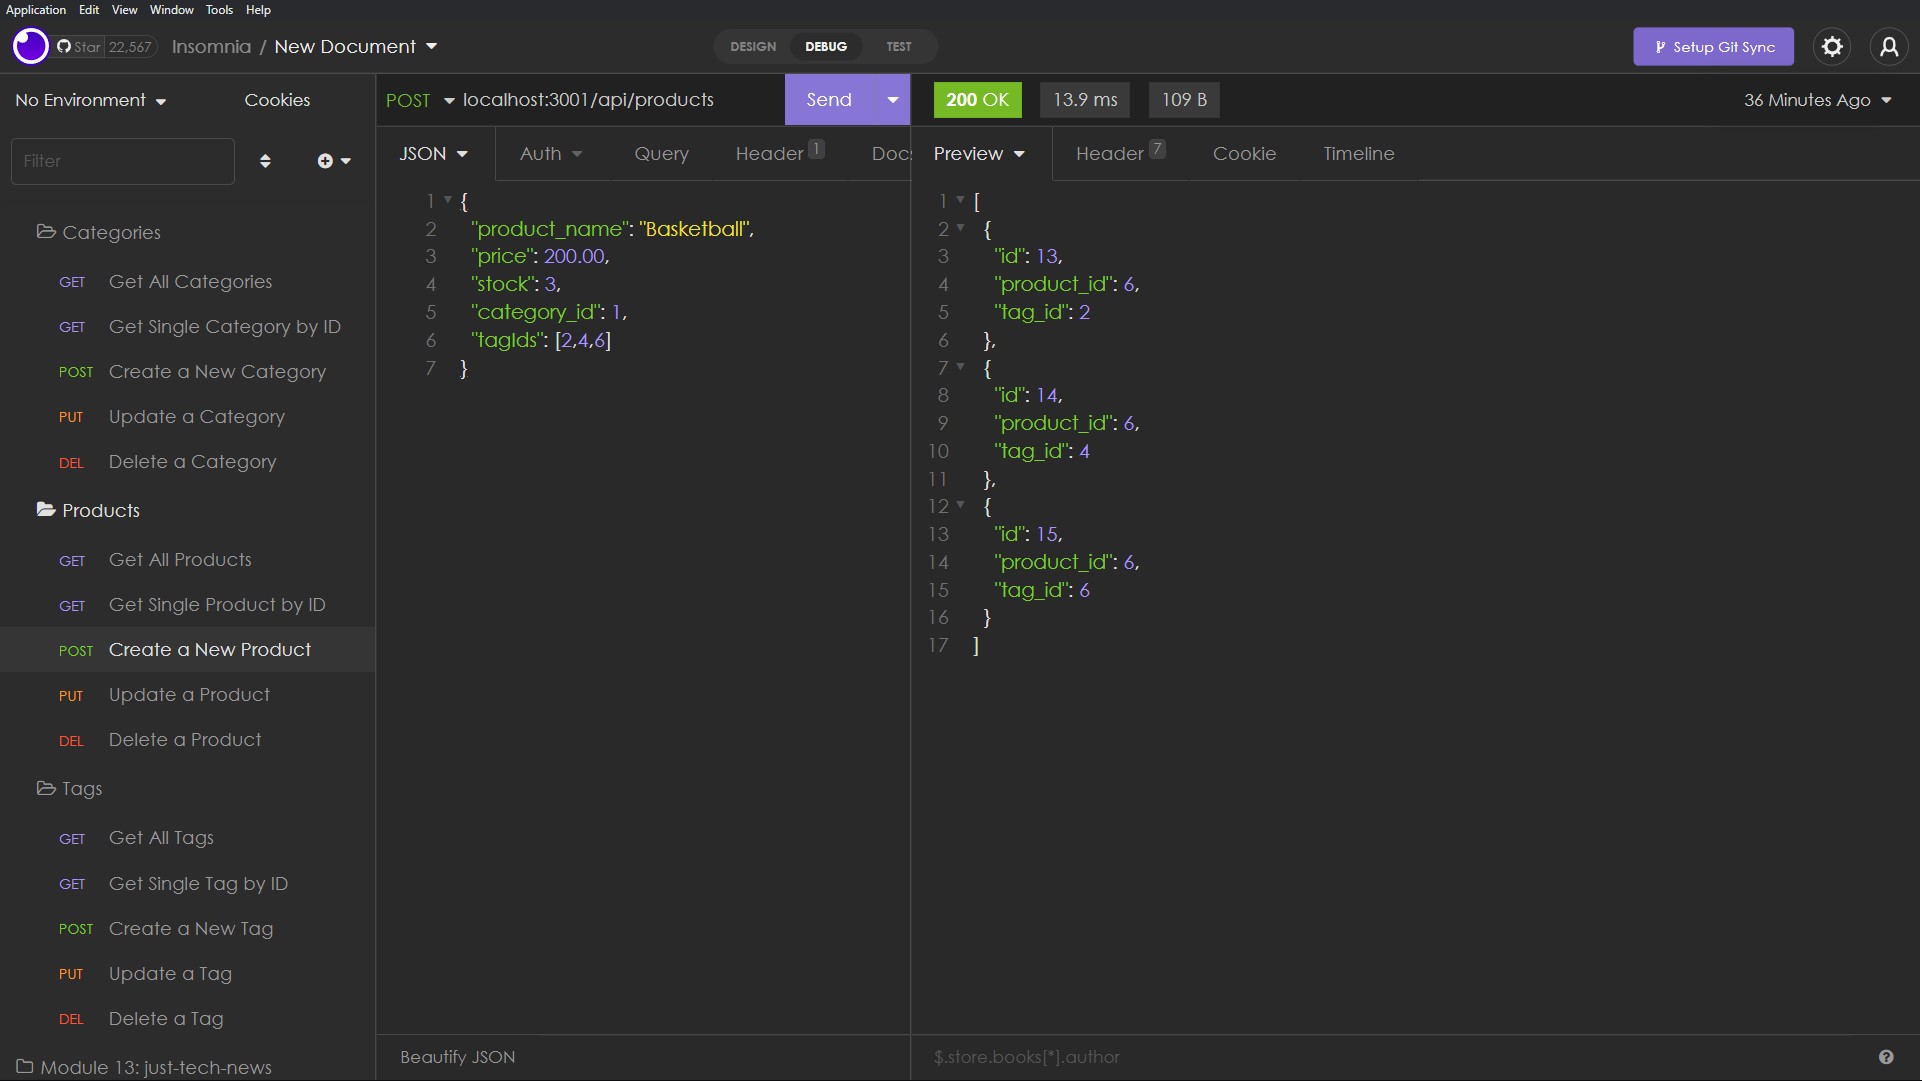 Application Edit View Window Tools Help
Star 22,567 Insomnia / New Document DESIGN DEBUG TEST Setup Git Sync
No Environment Cookies
Filter
Categories
GET Get All Categories
GET Get Single Category by ID
POST Create a New Category
PUT Update a Category
DEL Delete a Category
Products
GET Get All Products
GET Get Single Product by ID
POST Create a New Product
PUT Update a Product
DEL Delete a Product
Tags
GET Get All Tags
GET Get Single Tag by ID
POST Create a New Tag
PUT Update a Tag
DEL Delete a Tag
Module 13: just-tech-news
POST localhost:3001/api/products Send
JSON Auth Query Header 1 Docs
1 {
2 "product_name": "Basketball",
3 "price": 200.00,
4 "stock": 3,
5 "category_id": 1,
6 "tagIds": [2,4,6]
7 }
Beautify JSON
200 OK 13.9 ms 109 B 36 Minutes Ago
Preview Header 7 Cookie Timeline
1 [
2 {
3 "id": 13,
4 "product_id": 6,
5 "tag_id": 2
6 },
7 {
8 "id": 14,
9 "product_id": 6,
10 "tag_id": 4
11 },
12 {
13 "id": 15,
14 "product_id": 6,
15 "tag_id": 6
16 }
17 ]
$.store.books[*].author